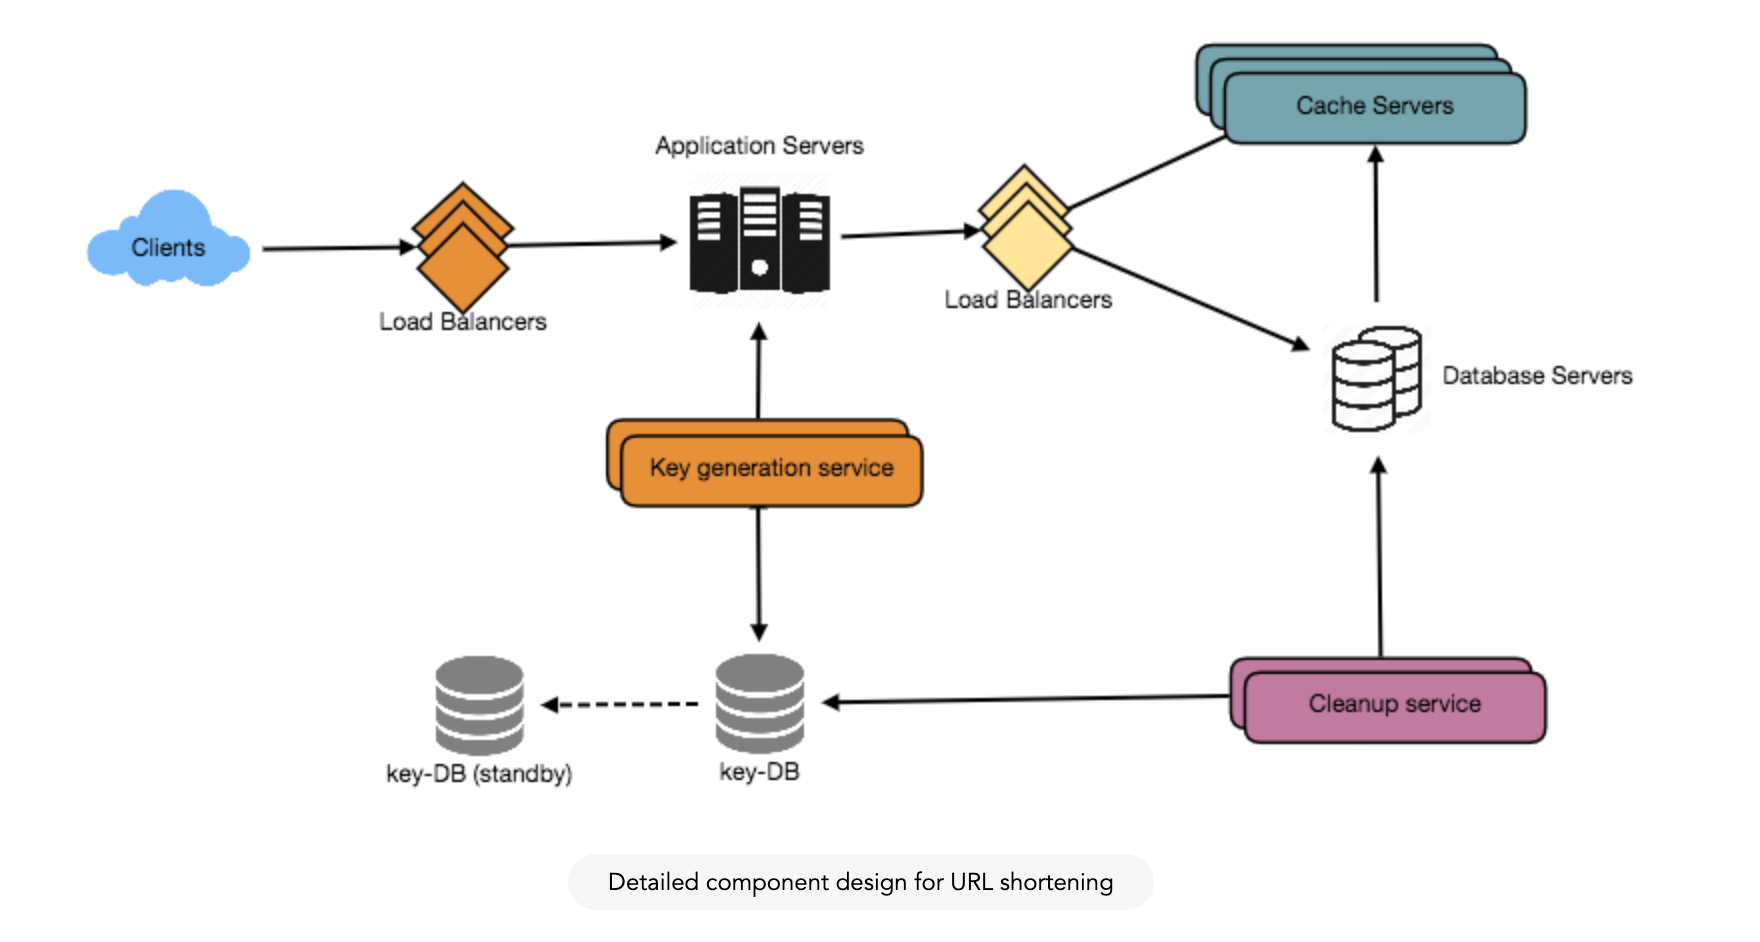 Cache Servers
Application Servers
Clients
Load Balancers
Load Balancers
Database Servers
Key generation service
Cleanup service
key-DB (standby)
key-DB
Detailed component design for URL shortening